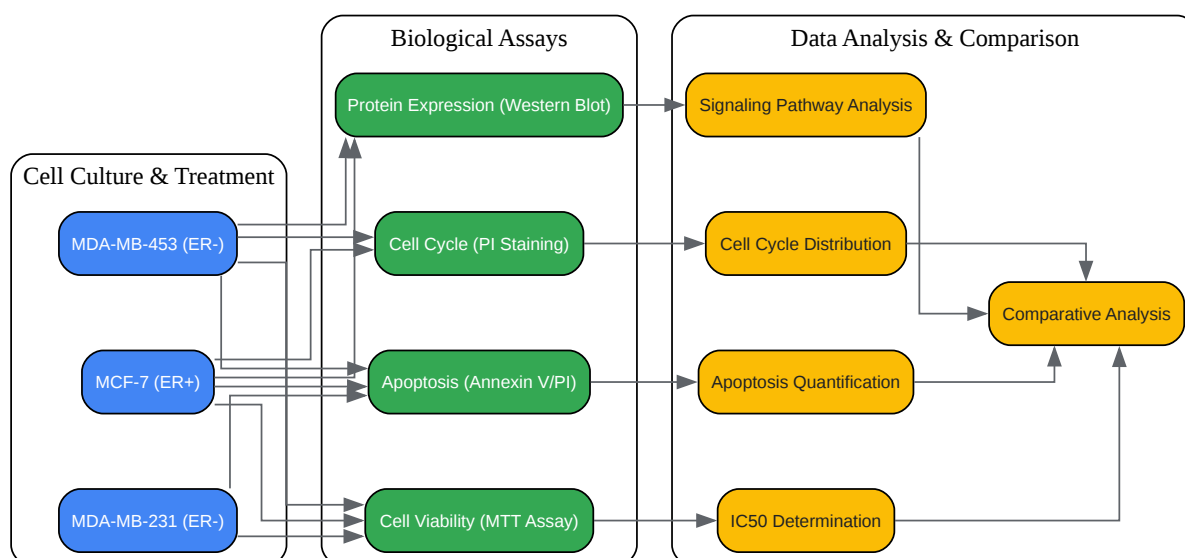 Cell Culture & Treatment
MDA-MB-453 (ER-)
MCF-7 (ER+)
MDA-MB-231 (ER-)
Biological Assays
Protein Expression (Western Blot)
Cell Cycle (PI Staining)
Apoptosis (Annexin V/PI)
Cell Viability (MTT Assay)
Data Analysis & Comparison
Signaling Pathway Analysis
Cell Cycle Distribution
Apoptosis Quantification
IC50 Determination
Comparative Analysis